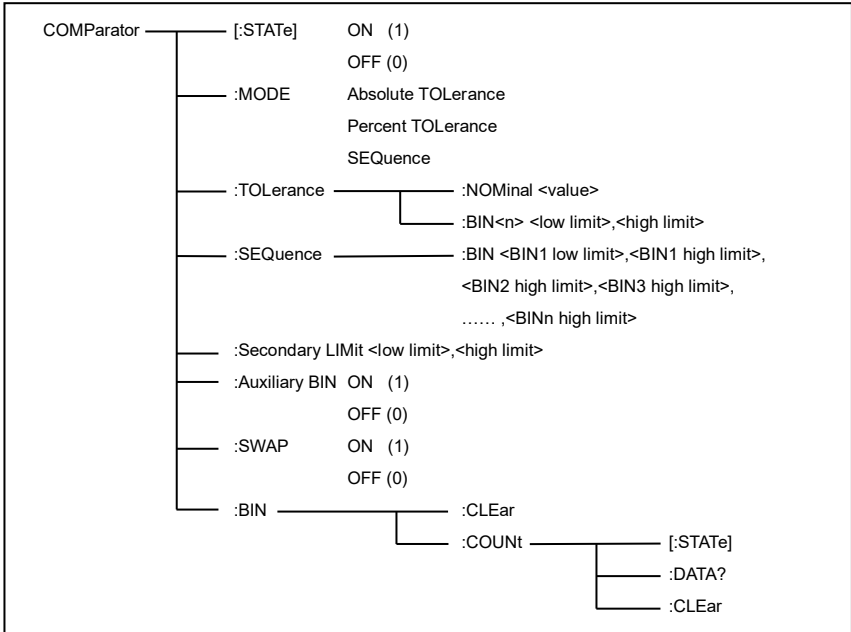 COMParator [:STATe] ON (1)
OFF (0)
:MODE Absolute TOLerance
Percent TOLerance
SEQuence
:TOLerance :NOMinal <value>
:BIN<n> <low limit>,<high limit>
:SEQuence :BIN <BIN1 low limit>,<BIN1 high limit>,
<BIN2 high limit>,<BIN3 high limit>,
…… ,<BINn high limit>
:Secondary LIMit <low limit>,<high limit>
:Auxiliary BIN ON (1)
OFF (0)
:SWAP ON (1)
OFF (0)
:BIN :CLEar
:COUNt [:STATe]
:DATA?
:CLEar